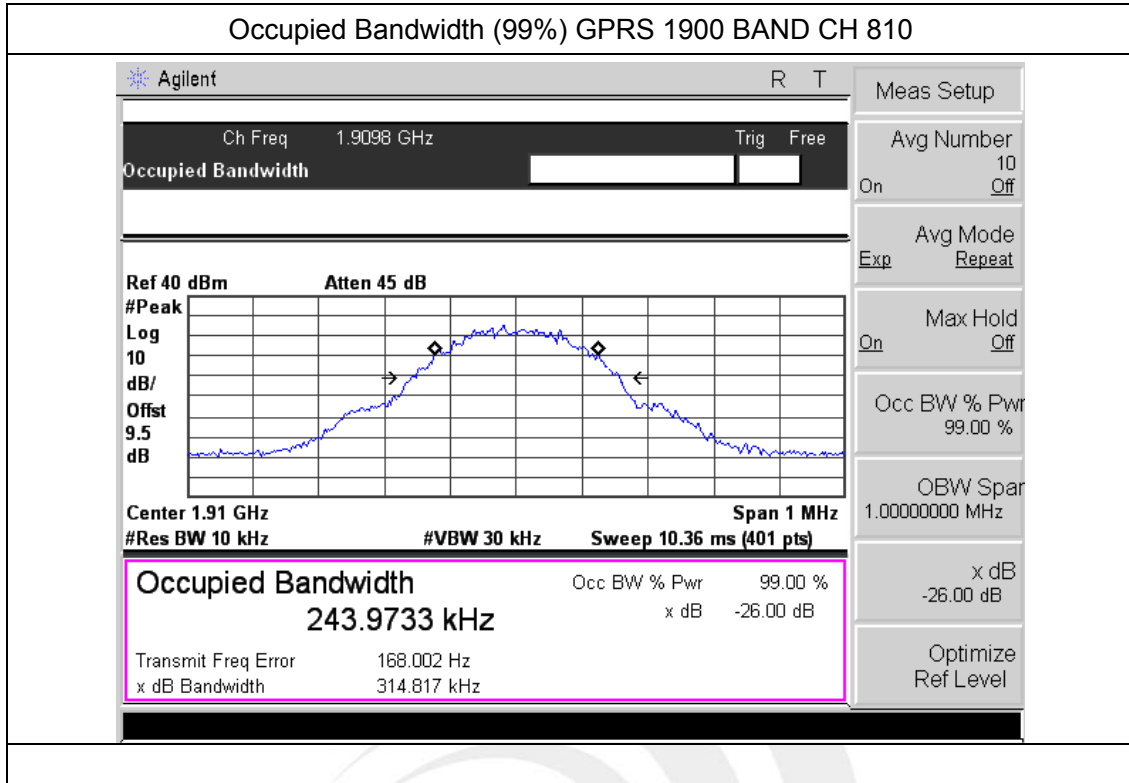 Occupied Bandwidth (99%) GPRS 1900 BAND CH 810
Agilent R T
Ch Freq 1.9098 GHz Trig Free
Occupied Bandwidth
Ref 40 dBm Atten 45 dB
#Peak
Log
10
dB/
Offst
9.5
dB
Center 1.91 GHz Span 1 MHz
#Res BW 10 kHz #VBW 30 kHz Sweep 10.36 ms (401 pts)
Occupied Bandwidth Occ BW % Pwr 99.00 %
243.9733 kHz x dB -26.00 dB
Transmit Freq Error 168.002 Hz
x dB Bandwidth 314.817 kHz
Meas Setup
Avg Number
10
On Off
Avg Mode
Exp Repeat
Max Hold
On Off
Occ BW % Pwr
99.00 %
OBW Span
1.00000000 MHz
x dB
-26.00 dB
Optimize
Ref Level